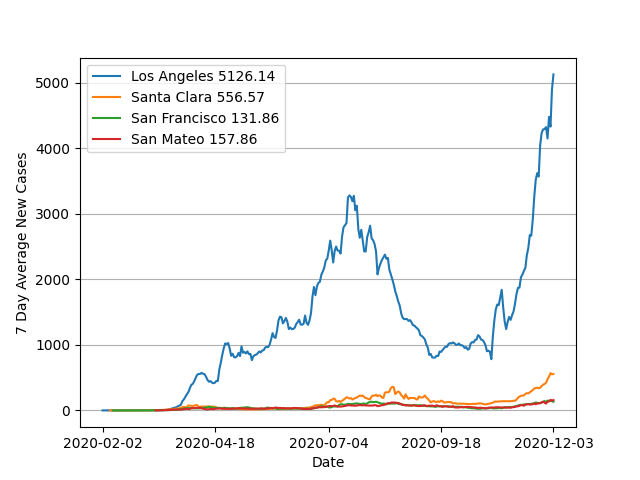 Los Angeles 5126.14
Santa Clara 556.57
San Francisco 131.86
San Mateo 157.86
7 Day Average New Cases
5000
4000
3000
2000
1000
0
2020-02-02 2020-04-18 2020-07-04 2020-09-18 2020-12-03
Date